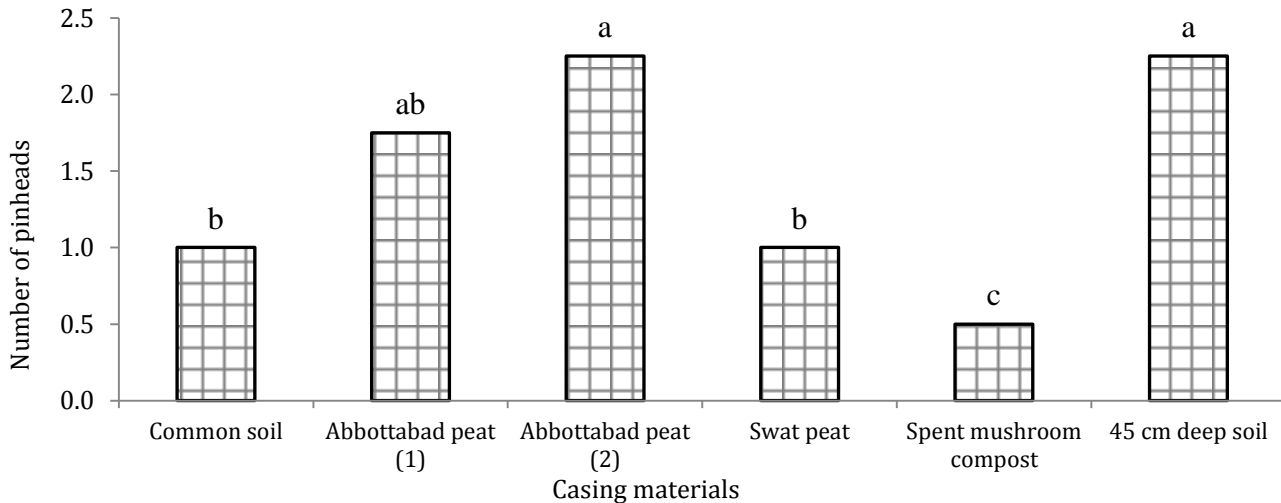 Number of pinheads
2.5
2.0
1.5
1.0
0.5
0.0
b
ab
a
b
c
a
Common soil
Abbottabad peat
(1)
Abbottabad peat
(2)
Swat peat
Spent mushroom
compost
45 cm deep soil
Casing materials